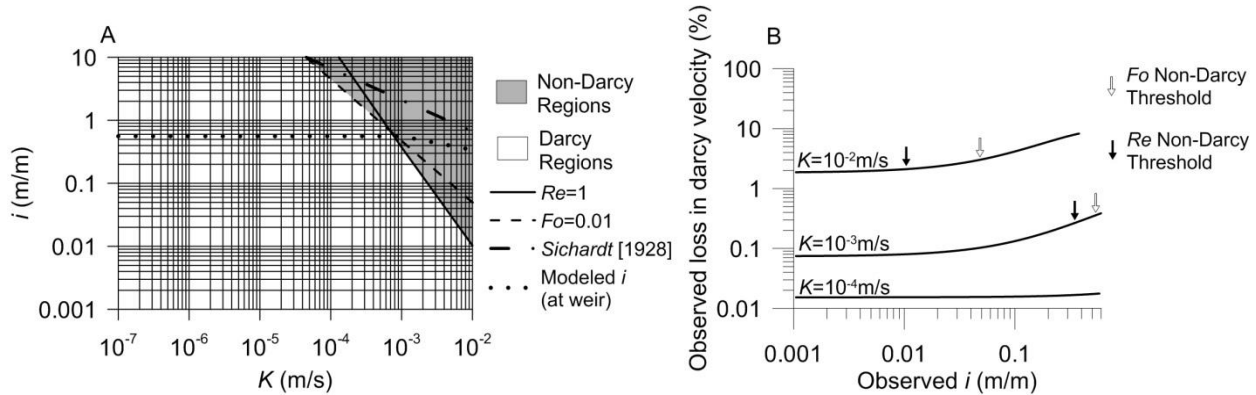 A
10
1
0.1
0.01
0.001
i (m/m)
10⁻⁷ 10⁻⁶ 10⁻⁵ 10⁻⁴ 10⁻³ 10⁻²
K (m/s)
Non-Darcy
Regions
Darcy
Regions
Re=1
Fo=0.01
Sichardt [1928]
Modeled i
(at weir)
B
Observed loss in darcy velocity (%)
100
10
1
0.1
0.01
K=10⁻²m/s
K=10⁻³m/s
K=10⁻⁴m/s
0.001 0.01 0.1
Observed i (m/m)
Fo Non-Darcy
Threshold
Re Non-Darcy
Threshold